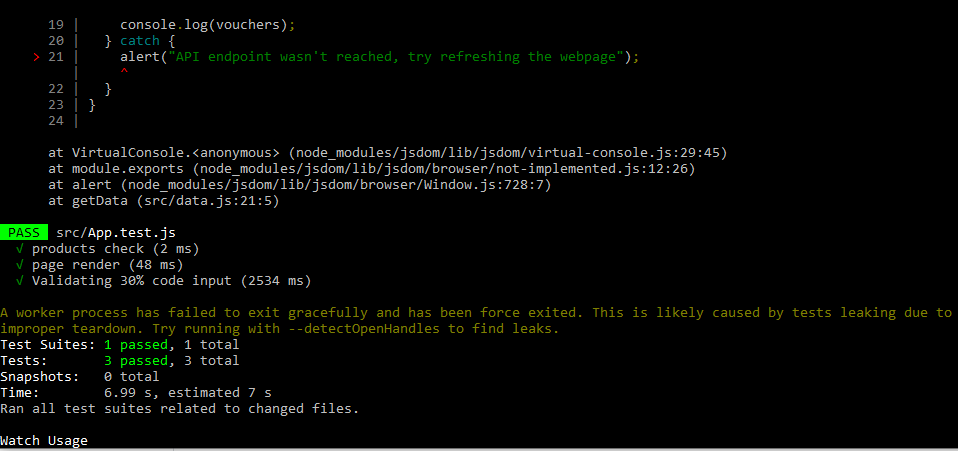 19 |     console.log(vouchers);
20 |   } catch {
> 21 |     alert("API endpoint wasn't reached, try refreshing the webpage");
|     ^
22 |   }
23 | }
24 |
at VirtualConsole.<anonymous> (node_modules/jsdom/lib/jsdom/virtual-console.js:29:45)
at module.exports (node_modules/jsdom/lib/jsdom/browser/not-implemented.js:12:26)
at alert (node_modules/jsdom/lib/jsdom/browser/Window.js:728:7)
at getData (src/data.js:21:5)
PASS src/App.test.js
√ products check (2 ms)
√ page render (48 ms)
√ Validating 30% code input (2534 ms)
A worker process has failed to exit gracefully and has been force exited. This is likely caused by tests leaking due to
improper teardown. Try running with --detectOpenHandles to find leaks.
Test Suites: 1 passed, 1 total
Tests:       3 passed, 3 total
Snapshots:   0 total
Time:        6.99 s, estimated 7 s
Ran all test suites related to changed files.
Watch Usage